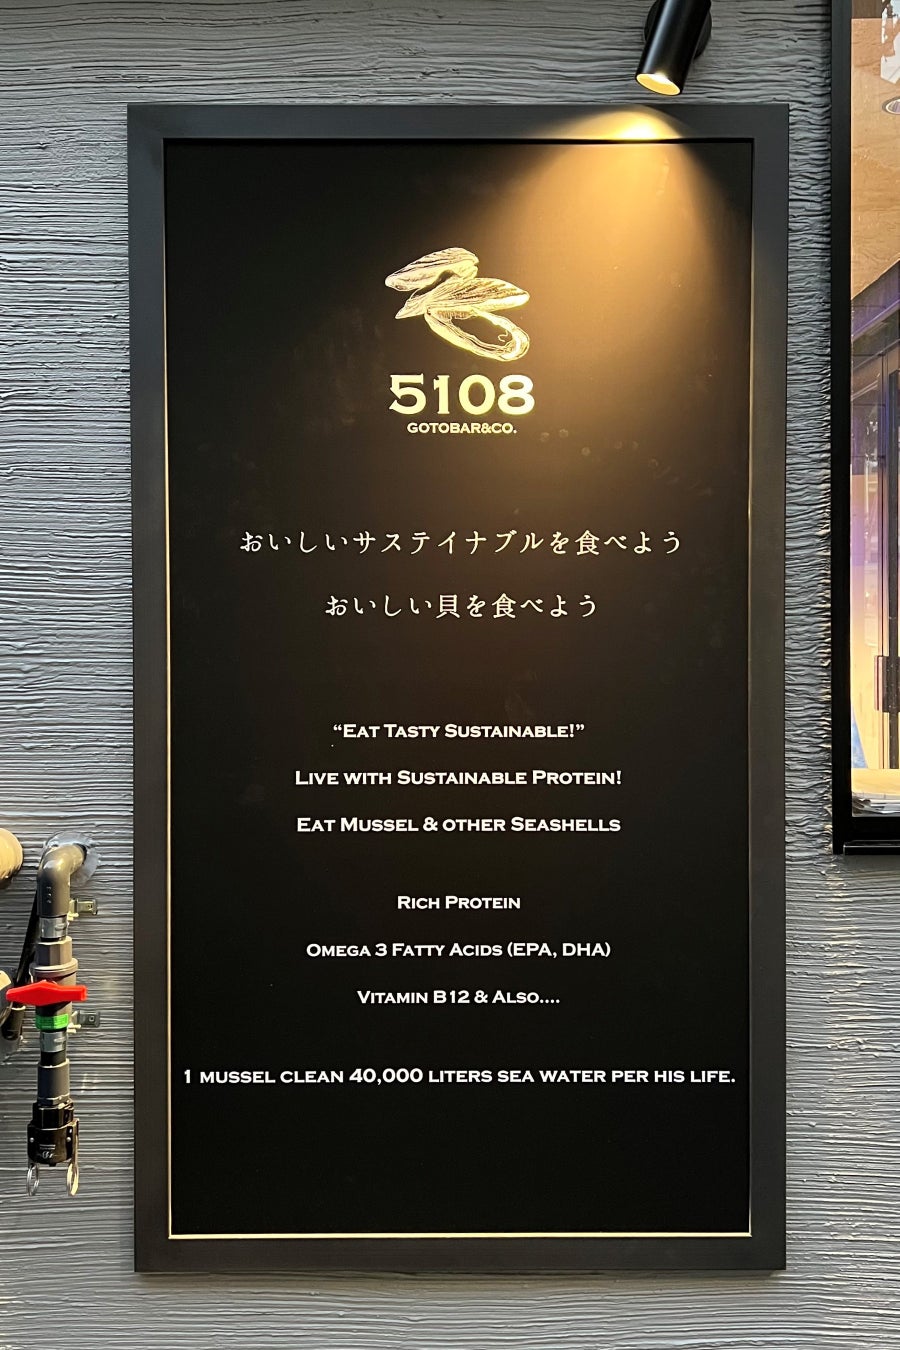 5108
GOTOBAR&CO.
おいしいサステイナブルを食べよう
おいしい貝を食べよう
“EAT TASTY SUSTAINABLE!”
LIVE WITH SUSTAINABLE PROTEIN!
EAT MUSSEL & OTHER SEASHELLS
RICH PROTEIN
OMEGA 3 FATTY ACIDS (EPA, DHA)
VITAMIN B12 & ALSO....
1 MUSSEL CLEAN 40,000 LITERS SEA WATER PER HIS LIFE.